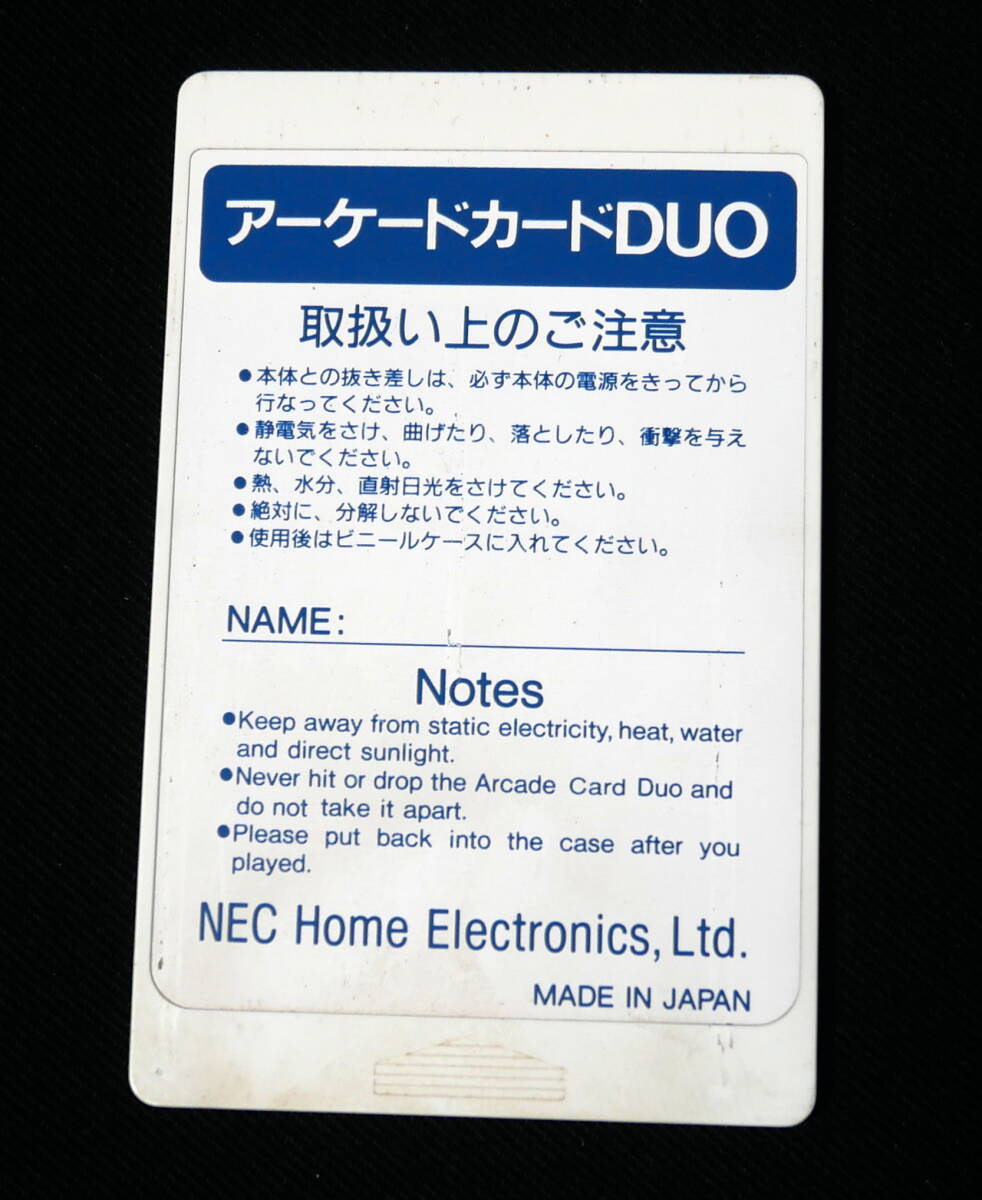 アーケードカードDUO
取扱い上のご注意
●本体との抜き差しは、必ず本体の電源をきってから
行なってください。
●静電気をさけ、曲げたり、落としたり、衝撃を与え
ないでください。
●熱、水分、直射日光をさけてください。
●絶対に、分解しないでください。
●使用後はビニールケースに入れてください。
NAME:
Notes
●Keep away from static electricity, heat, water
and direct sunlight.
●Never hit or drop the Arcade Card Duo and
do not take it apart.
●Please put back into the case after you
played.
NEC Home Electronics, Ltd.
MADE IN JAPAN